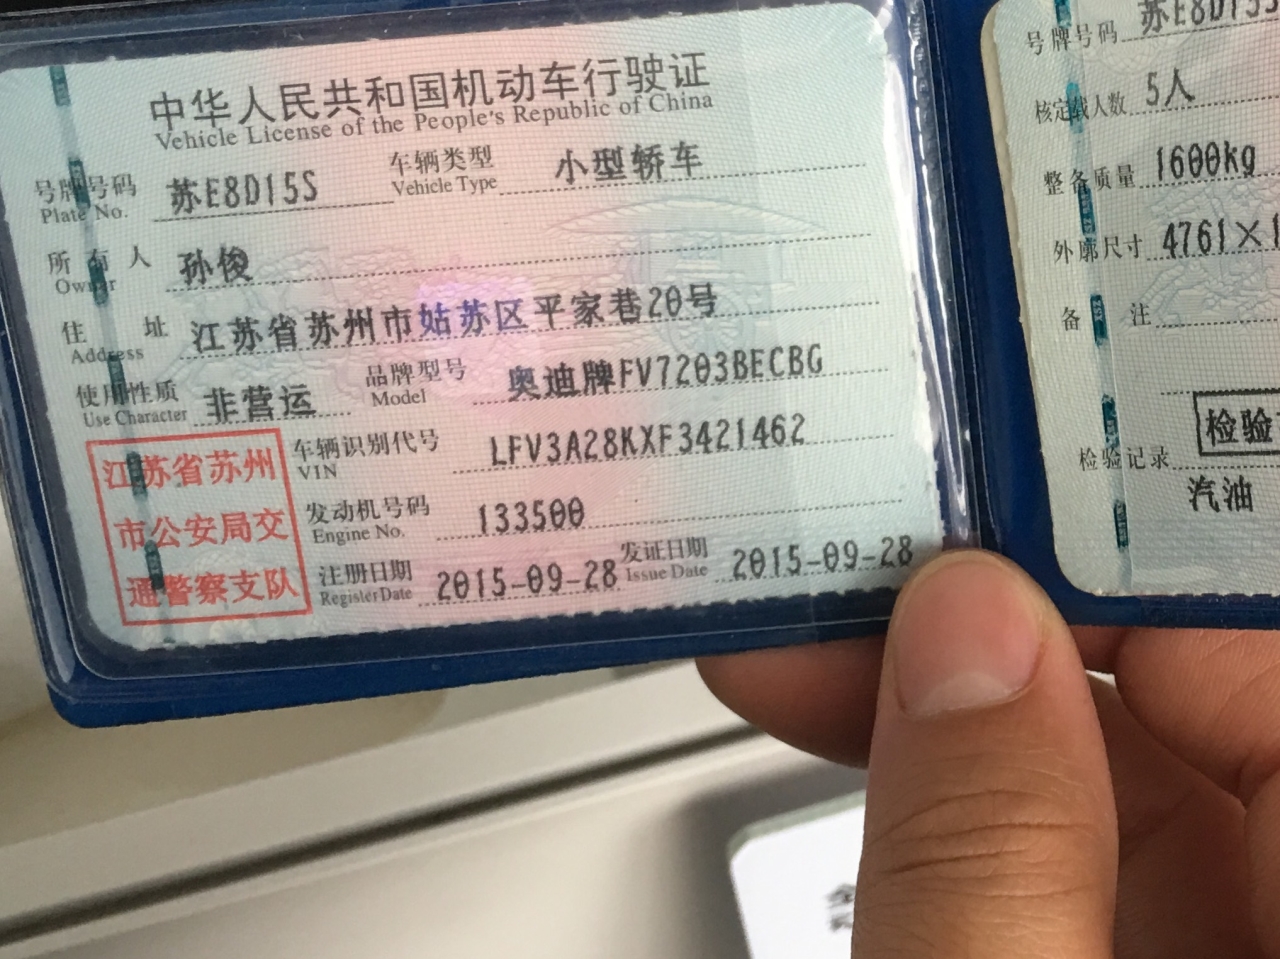 中华人民共和国机动车行驶证
Vehicle License of the People's Republic of China
号牌号码 苏E8D15S 车辆类型 小型轿车
Plate No. Vehicle Type
所有人 孙俊
Owner
住址 江苏省苏州市姑苏区平家巷20号
Address
使用性质 非营运 品牌型号 奥迪牌FV7203BECBG
Use Character Model
车辆识别代号 LFV3A28KXF3421462
VIN
发动机号码 133500
Engine No.
注册日期 2015-09-28 发证日期 2015-09-28
Register Date Issue Date
江苏省苏州
市公安局交
通警察支队
号牌号码 苏E8D15S
核定载人数 5人
整备质量 1600kg
外廓尺寸 4761×1
备注
检验
检验记录
汽油